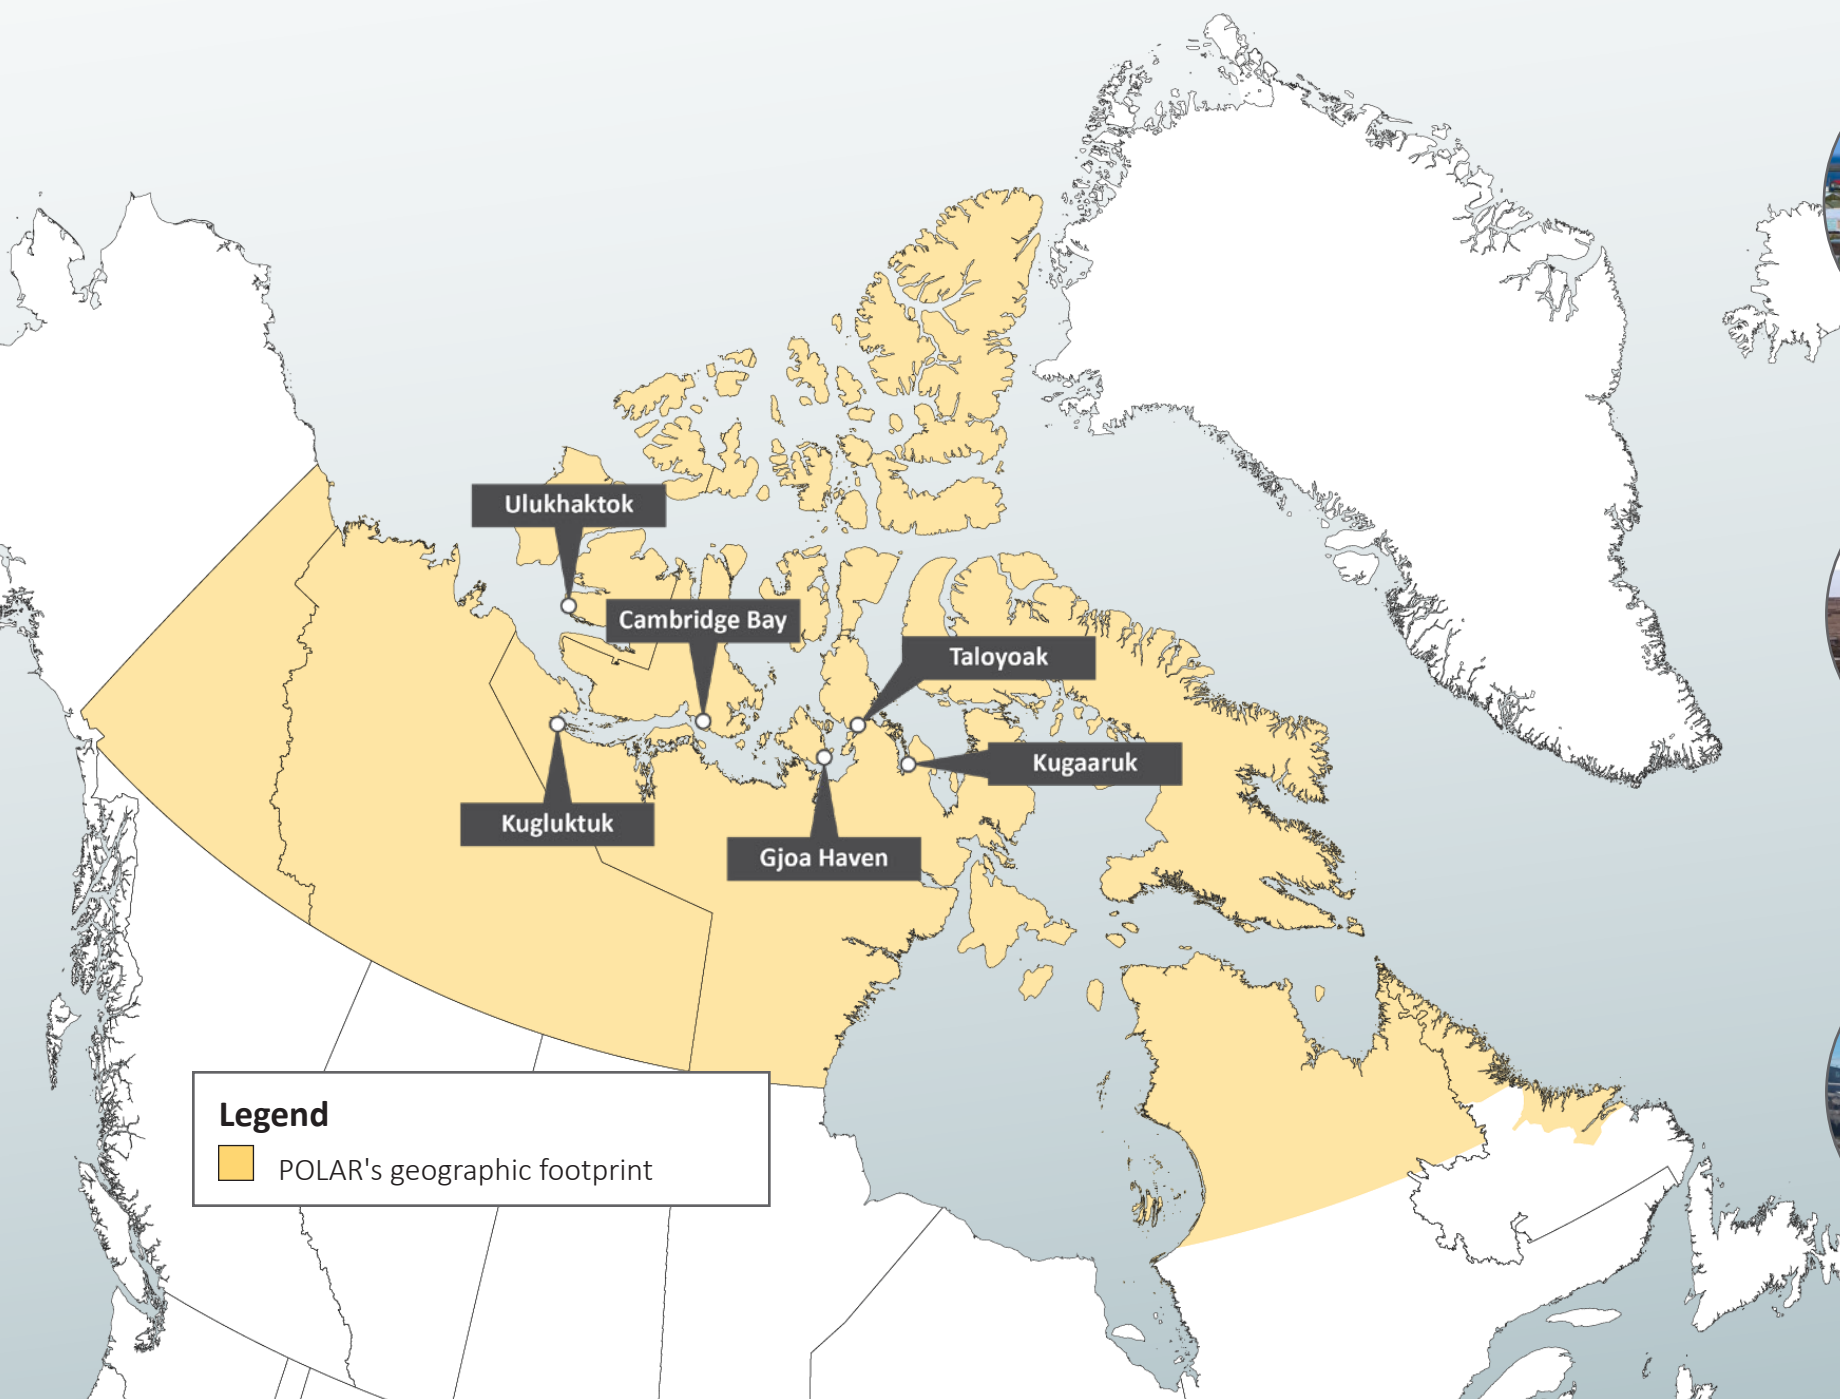 Ulukhaktok
Cambridge Bay
Taloyoak
Kugaaruk
Kugluktuk
Gjoa Haven
Legend
POLAR's geographic footprint